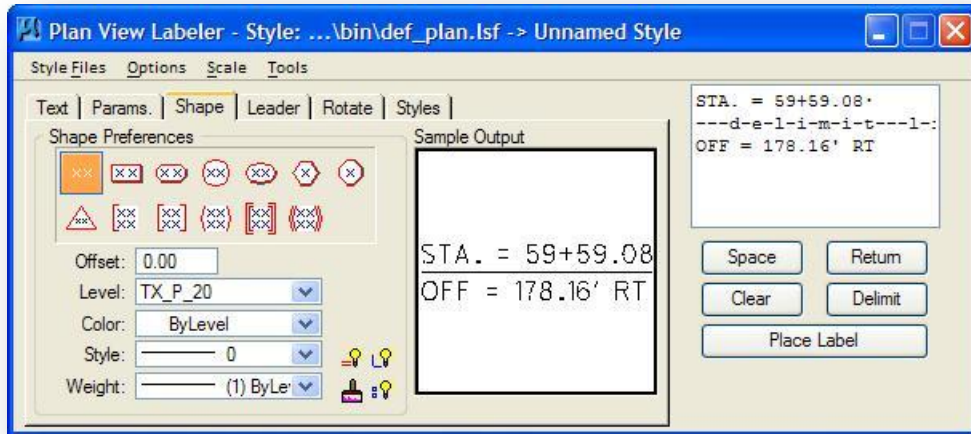 Plan View Labeler - Style: ...\bin\def_plan.lsf -> Unnamed Style
Style Files Options Scale Tools
Text Params. Shape Leader Rotate Styles
Shape Preferences
Offset: 0.00
Level: TX_P_20
Color: ByLevel
Style: 0
Weight: (1) ByLe
Sample Output
STA. = 59+59.08
OFF = 178.16' RT
STA. = 59+59.08·
---d-e-l-i-m-i-t---l-
OFF = 178.16' RT
Space Return
Clear Delimit
Place Label